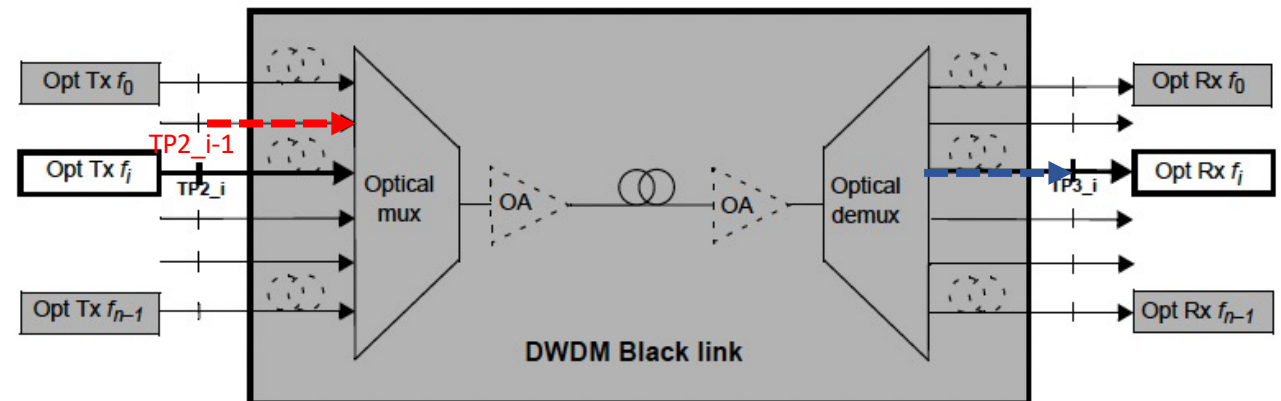 Opt Tx f0
TP2_i-1
Opt Tx fi
TP2_i
Opt Tx fn–1
Optical
mux
OA
OA
Optical
demux
DWDM Black link
Opt Rx f0
TP3_i
Opt Rx fi
Opt Rx fn–1